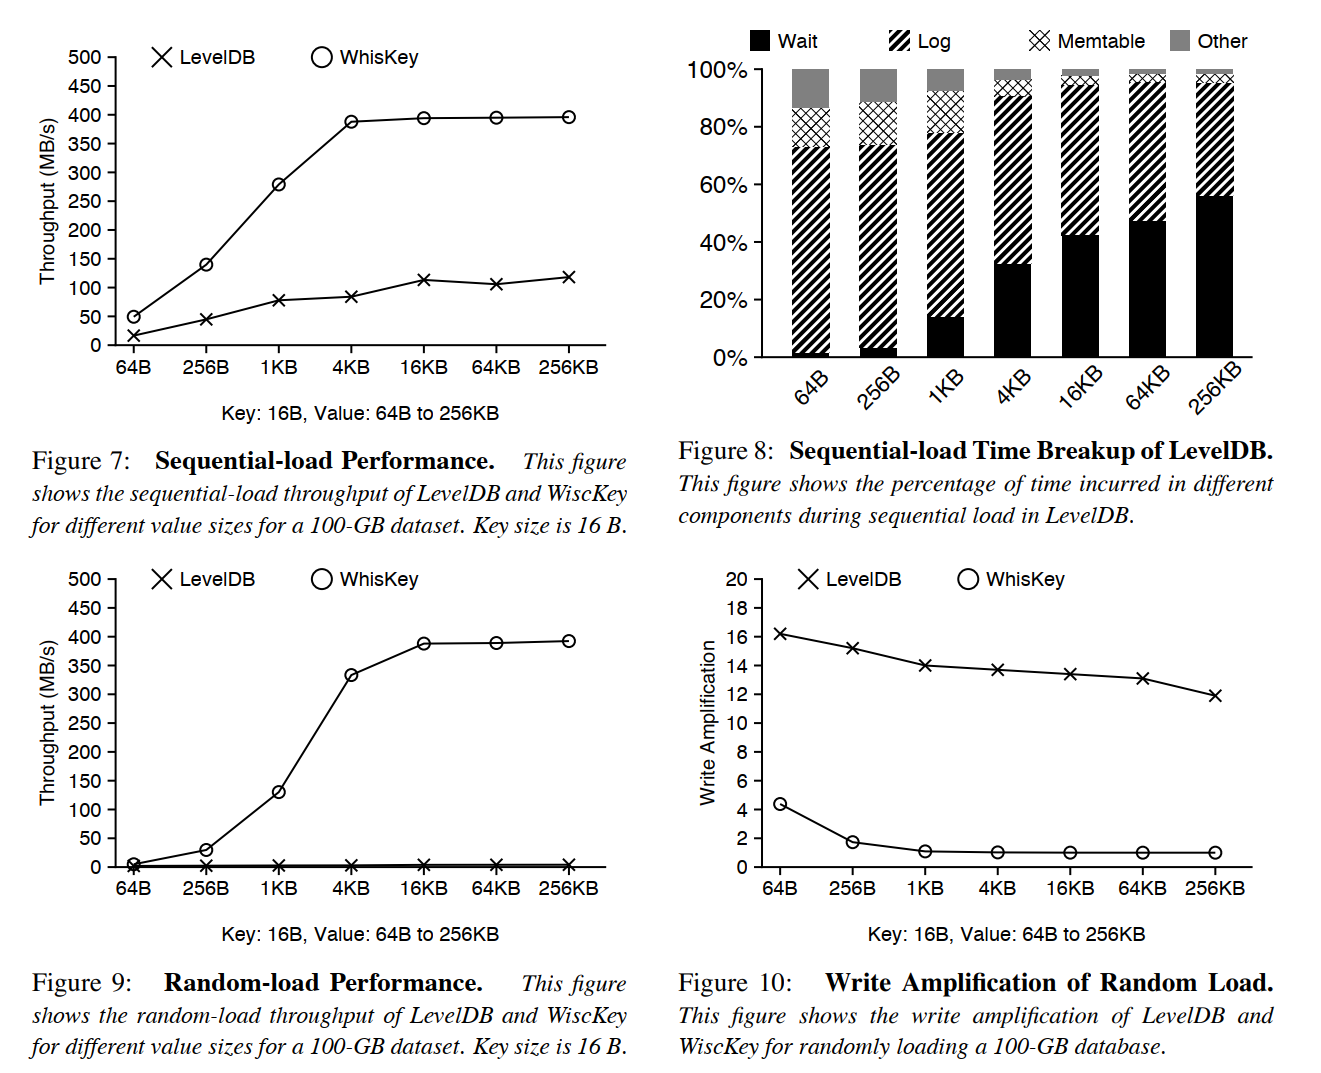 LevelDB WhisKey
500
450
400
350
300
250
200
150
100
50
0
Throughput (MB/s)
64B 256B 1KB 4KB 16KB 64KB 256KB
Key: 16B, Value: 64B to 256KB
Figure 7: Sequential-load Performance. This figure
shows the sequential-load throughput of LevelDB and WiscKey
for different value sizes for a 100-GB dataset. Key size is 16 B.
Wait Log Memtable Other
100%
80%
60%
40%
20%
0%
64B 256B 1KB 4KB 16KB 64KB 256KB
Figure 8: Sequential-load Time Breakup of LevelDB.
This figure shows the percentage of time incurred in different
components during sequential load in LevelDB.
LevelDB WhisKey
500
450
400
350
300
250
200
150
100
50
0
Throughput (MB/s)
64B 256B 1KB 4KB 16KB 64KB 256KB
Key: 16B, Value: 64B to 256KB
Figure 9: Random-load Performance. This figure
shows the random-load throughput of LevelDB and WiscKey
for different value sizes for a 100-GB dataset. Key size is 16 B.
LevelDB WhisKey
20
18
16
14
12
10
8
6
4
2
0
Write Amplification
64B 256B 1KB 4KB 16KB 64KB 256KB
Key: 16B, Value: 64B to 256KB
Figure 10: Write Amplification of Random Load.
This figure shows the write amplification of LevelDB and
WiscKey for randomly loading a 100-GB database.